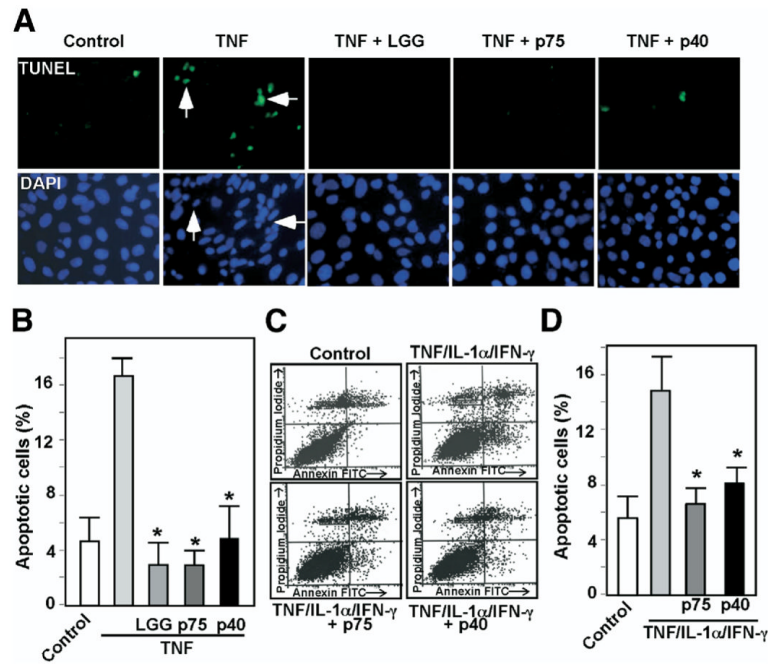 A
Control TNF TNF + LGG TNF + p75 TNF + p40
TUNEL
DAPI
B
Apoptotic cells (%)
16
12
8
4
0
* * *
Control LGG p75 p40
TNF
C
Control TNF/IL-1α/IFN-γ
Propidium Iodide→ Propidium Iodide→
Annexin FITC→ Annexin FITC→
Propidium Iodide→ Propidium Iodide→
Annexin FITC→ Annexin FITC→
TNF/IL-1α/IFN-γ TNF/IL-1α/IFN-γ
+ p75 + p40
D
Apoptotic cells (%)
16
12
8
4
0
* *
Control p75 p40
TNF/IL-1α/IFN-γ